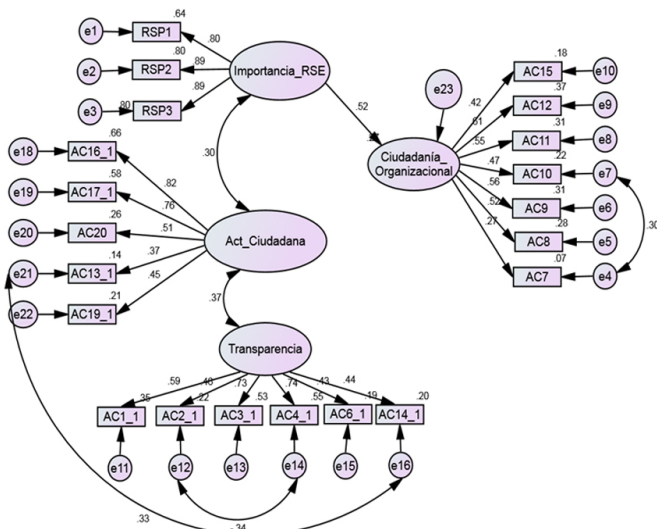 .64
e1
RSP1
.80
.80
e2
RSP2
.89
Importancia_RSE
.89
e3
.80
RSP3
.18
AC15
e10
.37
e23
.42
AC12
e9
.61
.31
.55
AC11
e8
.52
.22
.47
AC10
e7
Ciudadanía_
Organizacional
.56
.31
AC9
e6
.52
.28
AC8
e5
.27
.07
AC7
e4
.30
.30
.66
e18
AC16_1
.82
.58
e19
AC17_1
.76
.26
e20
AC20
.51
Act_Ciudadana
.14
.37
e21
AC13_1
.45
.21
e22
AC19_1
.37
Transparencia
.59
.73
.74
.43
.44
.35
.22
.53
.55
.19
.20
AC1_1
AC2_1
AC3_1
AC4_1
AC6_1
AC14_1
e11
e12
e13
e14
e15
e16
.33